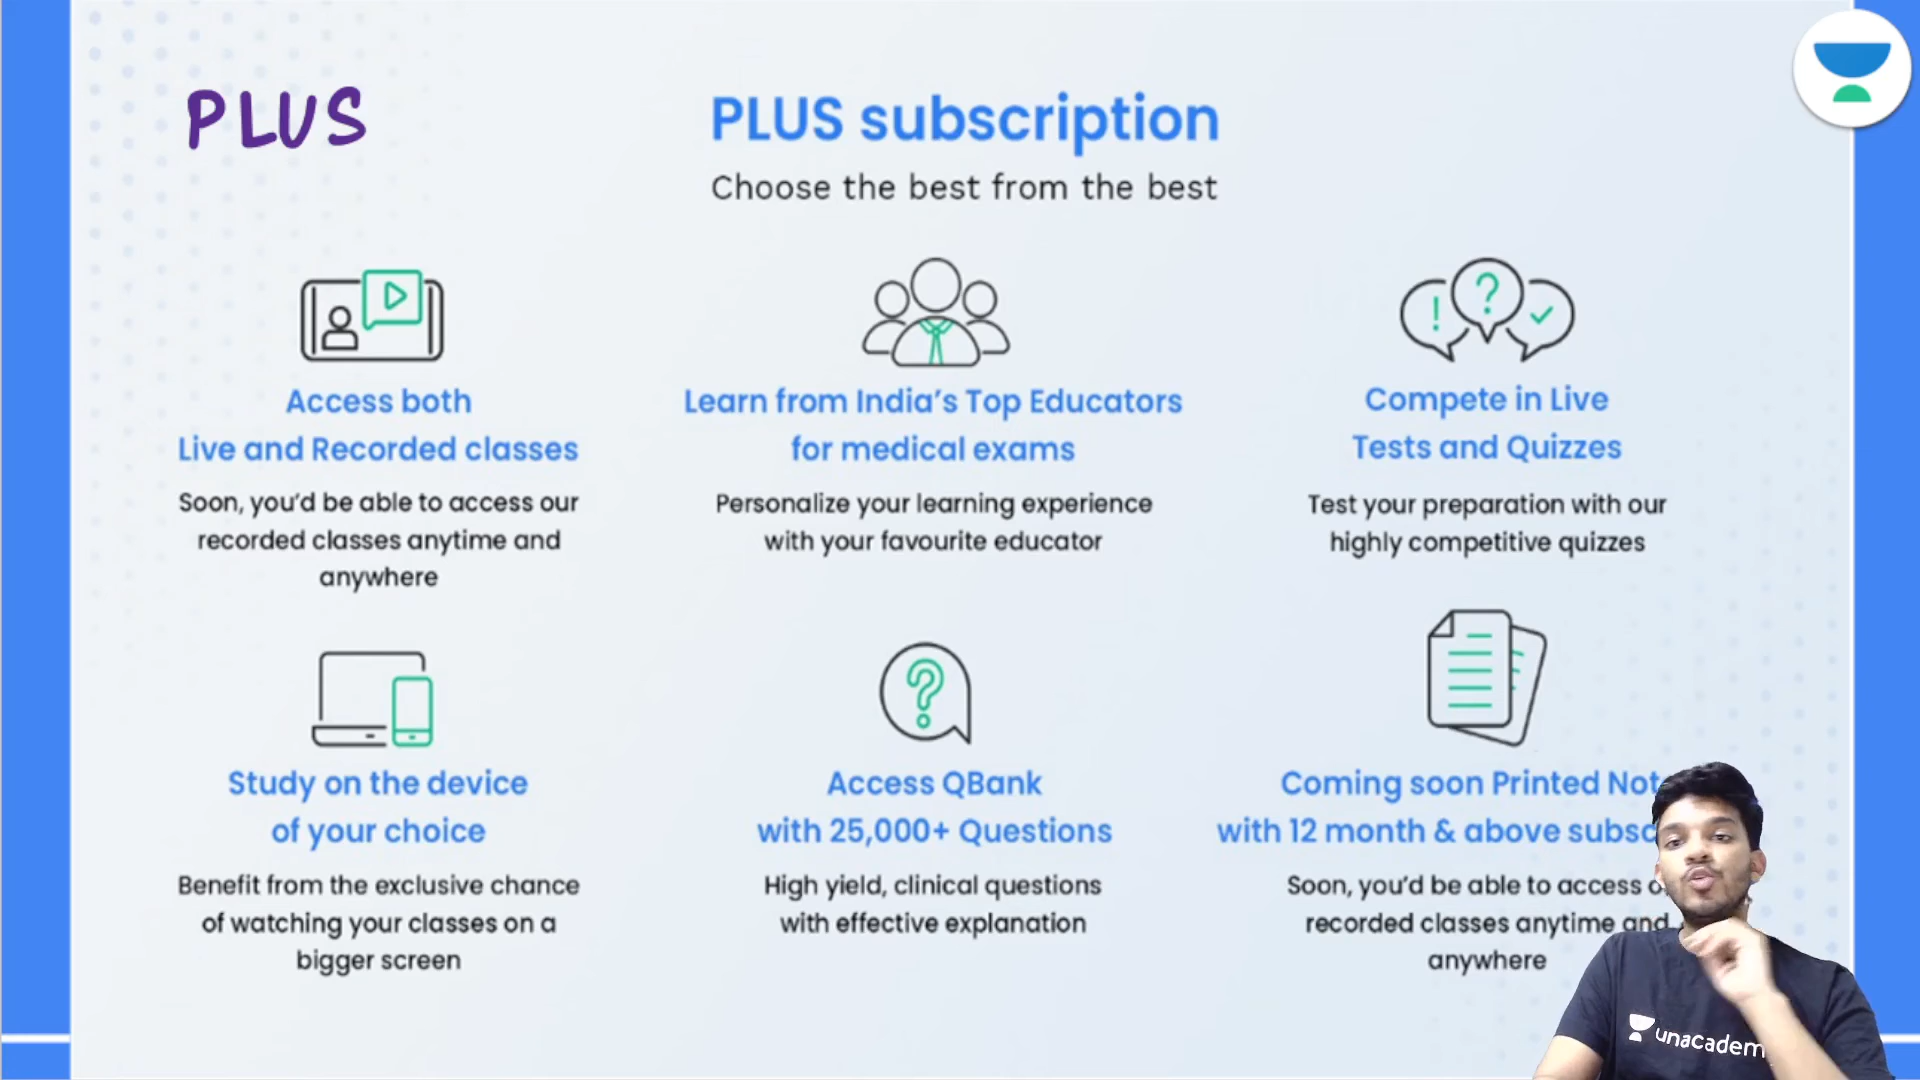 PLUS
PLUS subscription
Choose the best from the best
Access both
Live and Recorded classes
Soon, you'd be able to access our
recorded classes anytime and
anywhere
Learn from India's Top Educators
for medical exams
Personalize your learning experience
with your favourite educator
Compete in Live
Tests and Quizzes
Test your preparation with our
highly competitive quizzes
Study on the device
of your choice
Benefit from the exclusive chance
of watching your classes on a
bigger screen
Access QBank
with 25,000+ Questions
High yield, clinical questions
with effective explanation
Coming soon Printed
with 12 month & above
Soon, you'd be able to access
recorded classes anytime and
anywhere
unacadem